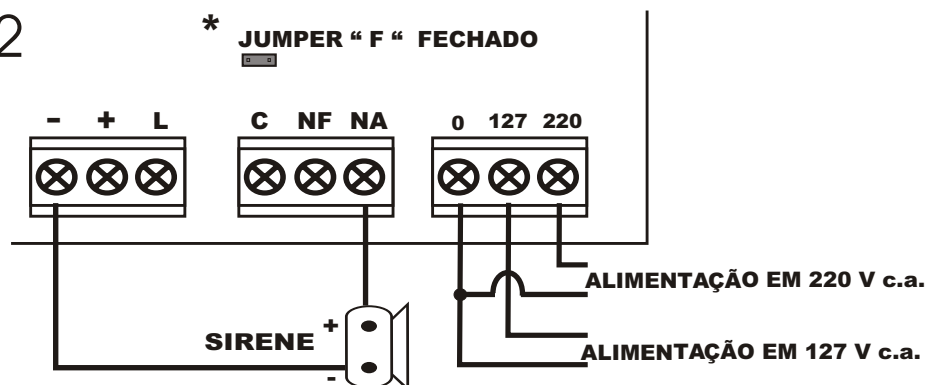 2
* JUMPER “ F “ FECHADO
- + L C NF NA 0 127 220
ALIMENTAÇÃO EM 220 V c.a.
SIRENE + -
ALIMENTAÇÃO EM 127 V c.a.